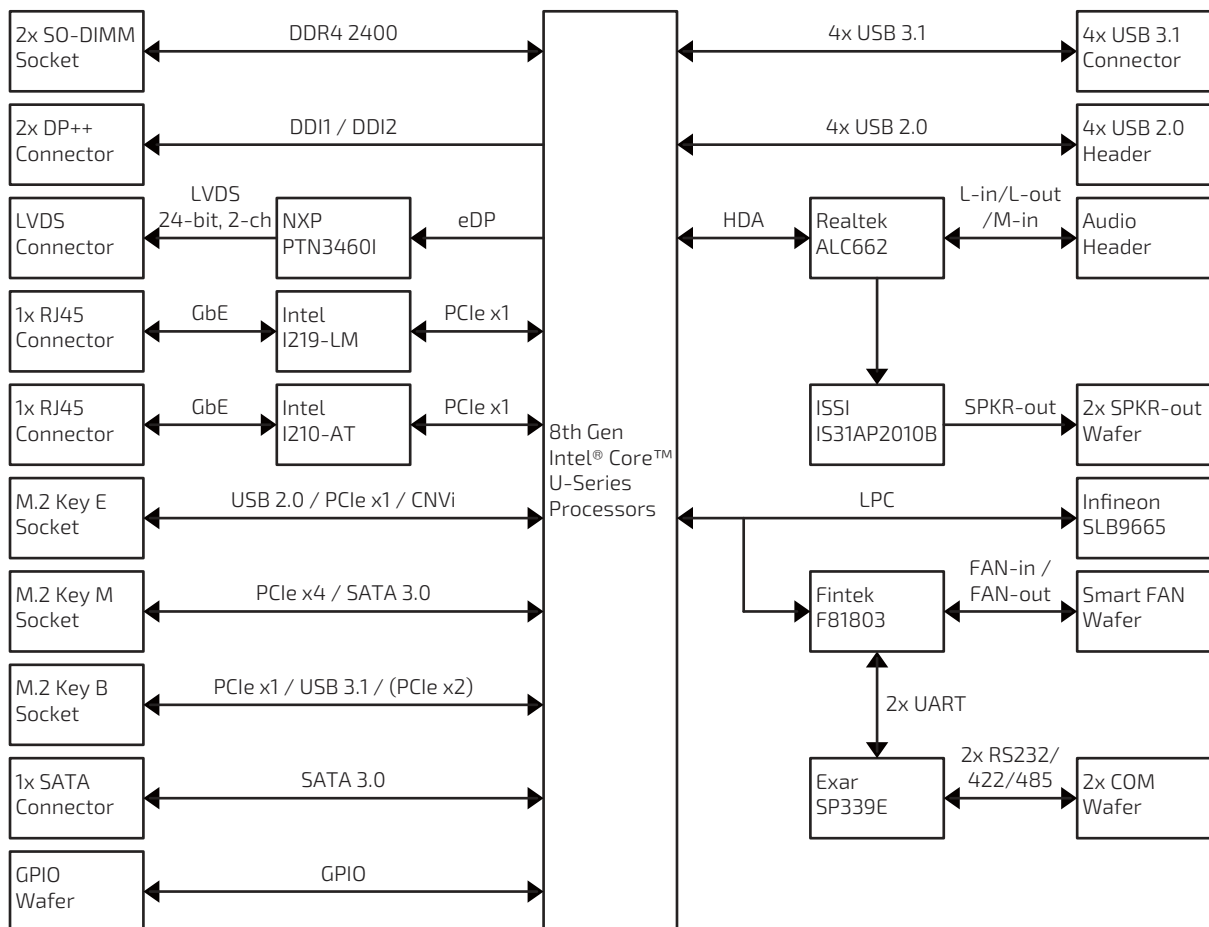 2x SO-DIMM
Socket
DDR4 2400
4x USB 3.1
4x USB 3.1
Connector
2x DP++
Connector
DDI1 / DDI2
4x USB 2.0
4x USB 2.0
Header
LVDS
Connector
LVDS
24-bit, 2-ch
NXP
PTN3460I
eDP
HDA
Realtek
ALC662
L-in/L-out
/M-in
Audio
Header
1x RJ45
Connector
GbE
Intel
I219-LM
PCIe x1
1x RJ45
Connector
GbE
Intel
I210-AT
PCIe x1
8th Gen
Intel® Core™
U-Series
Processors
ISSI
IS31AP2010B
SPKR-out
2x SPKR-out
Wafer
M.2 Key E
Socket
USB 2.0 / PCIe x1 / CNVi
LPC
Infineon
SLB9665
M.2 Key M
Socket
PCIe x4 / SATA 3.0
Fintek
F81803
FAN-in /
FAN-out
Smart FAN
Wafer
M.2 Key B
Socket
PCIe x1 / USB 3.1 / (PCIe x2)
2x UART
1x SATA
Connector
SATA 3.0
Exar
SP339E
2x RS232/
422/485
2x COM
Wafer
GPIO
Wafer
GPIO